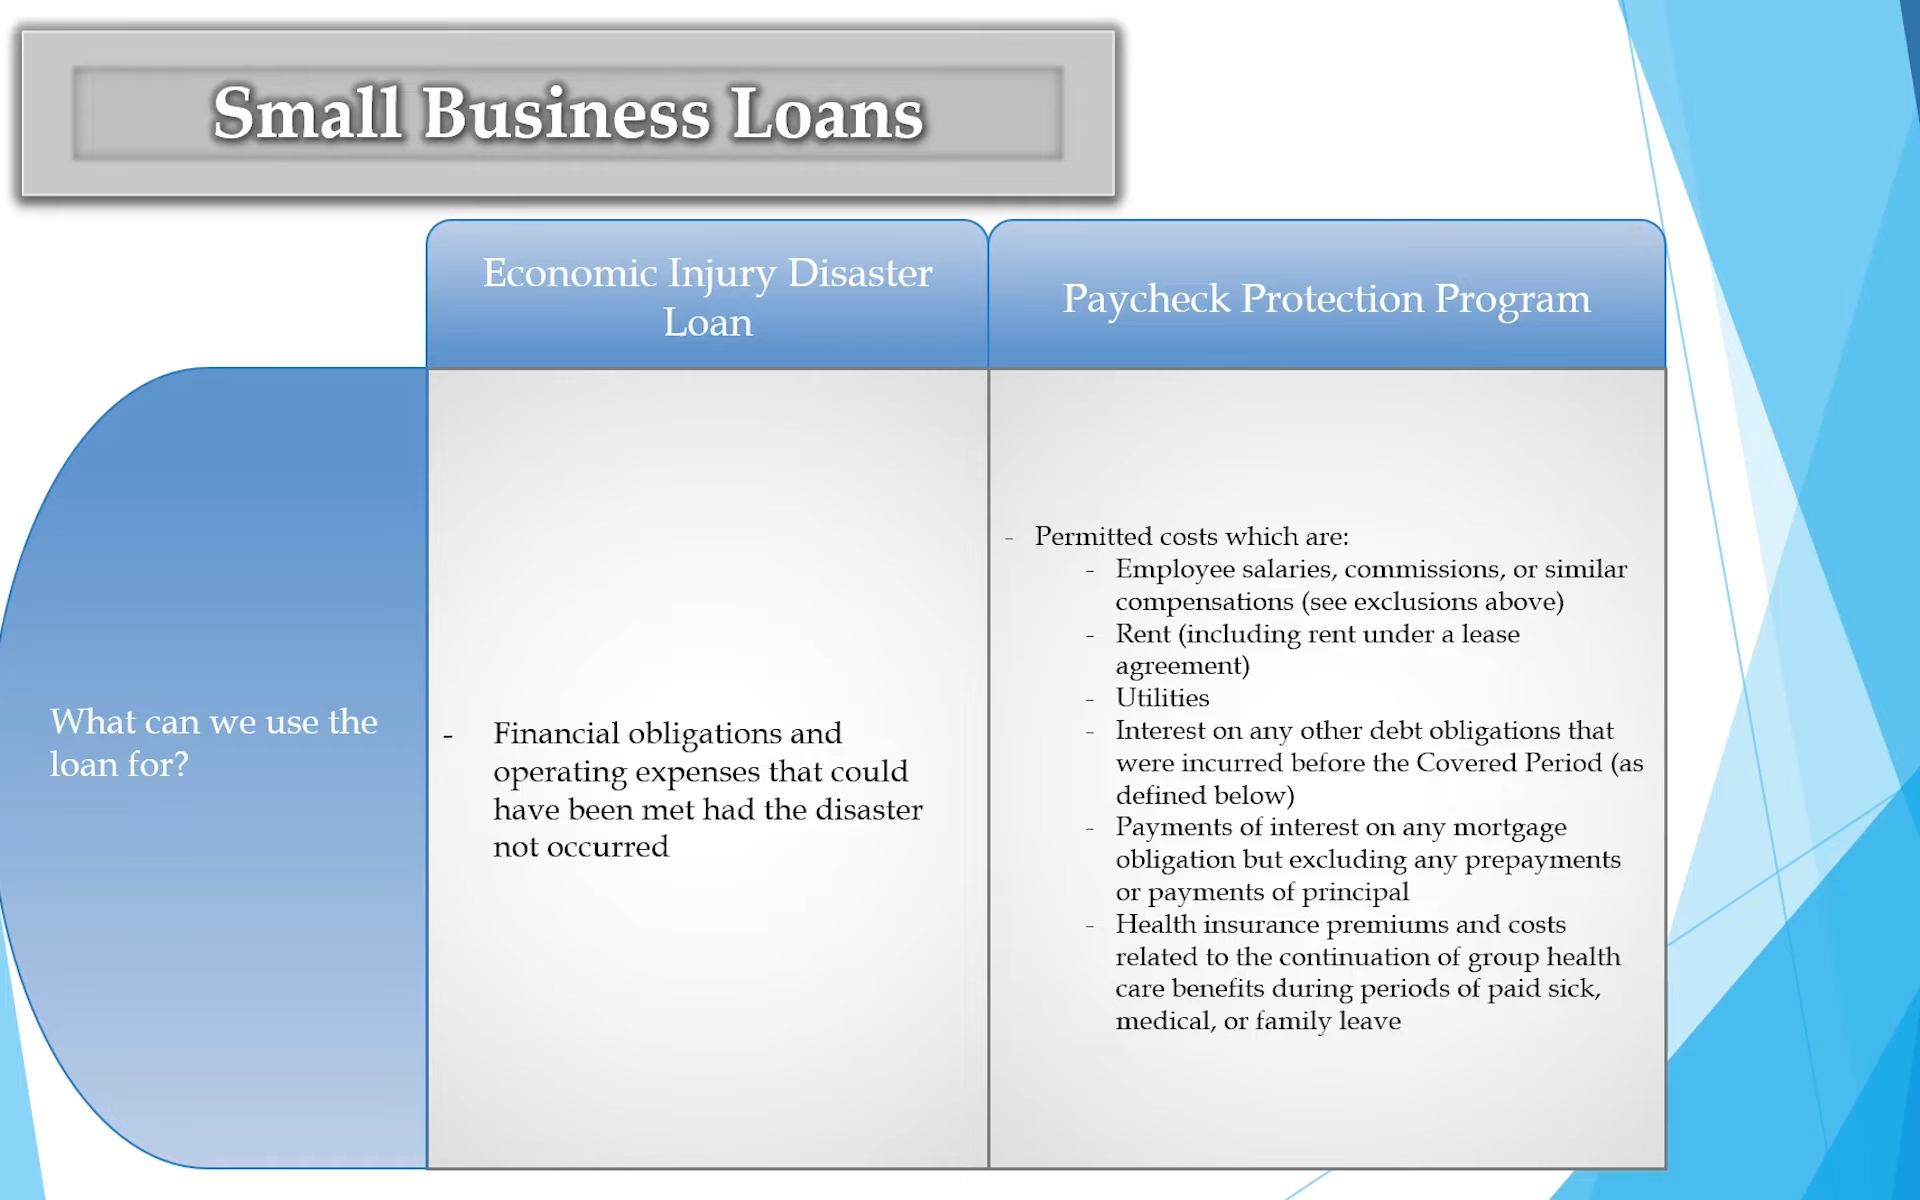 Small Business Loans
Economic Injury Disaster
Loan
Paycheck Protection Program
What can we use the
loan for?
- Financial obligations and
operating expenses that could
have been met had the disaster
not occurred
- Permitted costs which are:
- Employee salaries, commissions, or similar
compensations (see exclusions above)
- Rent (including rent under a lease
agreement)
- Utilities
- Interest on any other debt obligations that
were incurred before the Covered Period (as
defined below)
- Payments of interest on any mortgage
obligation but excluding any prepayments
or payments of principal
- Health insurance premiums and costs
related to the continuation of group health
care benefits during periods of paid sick,
medical, or family leave